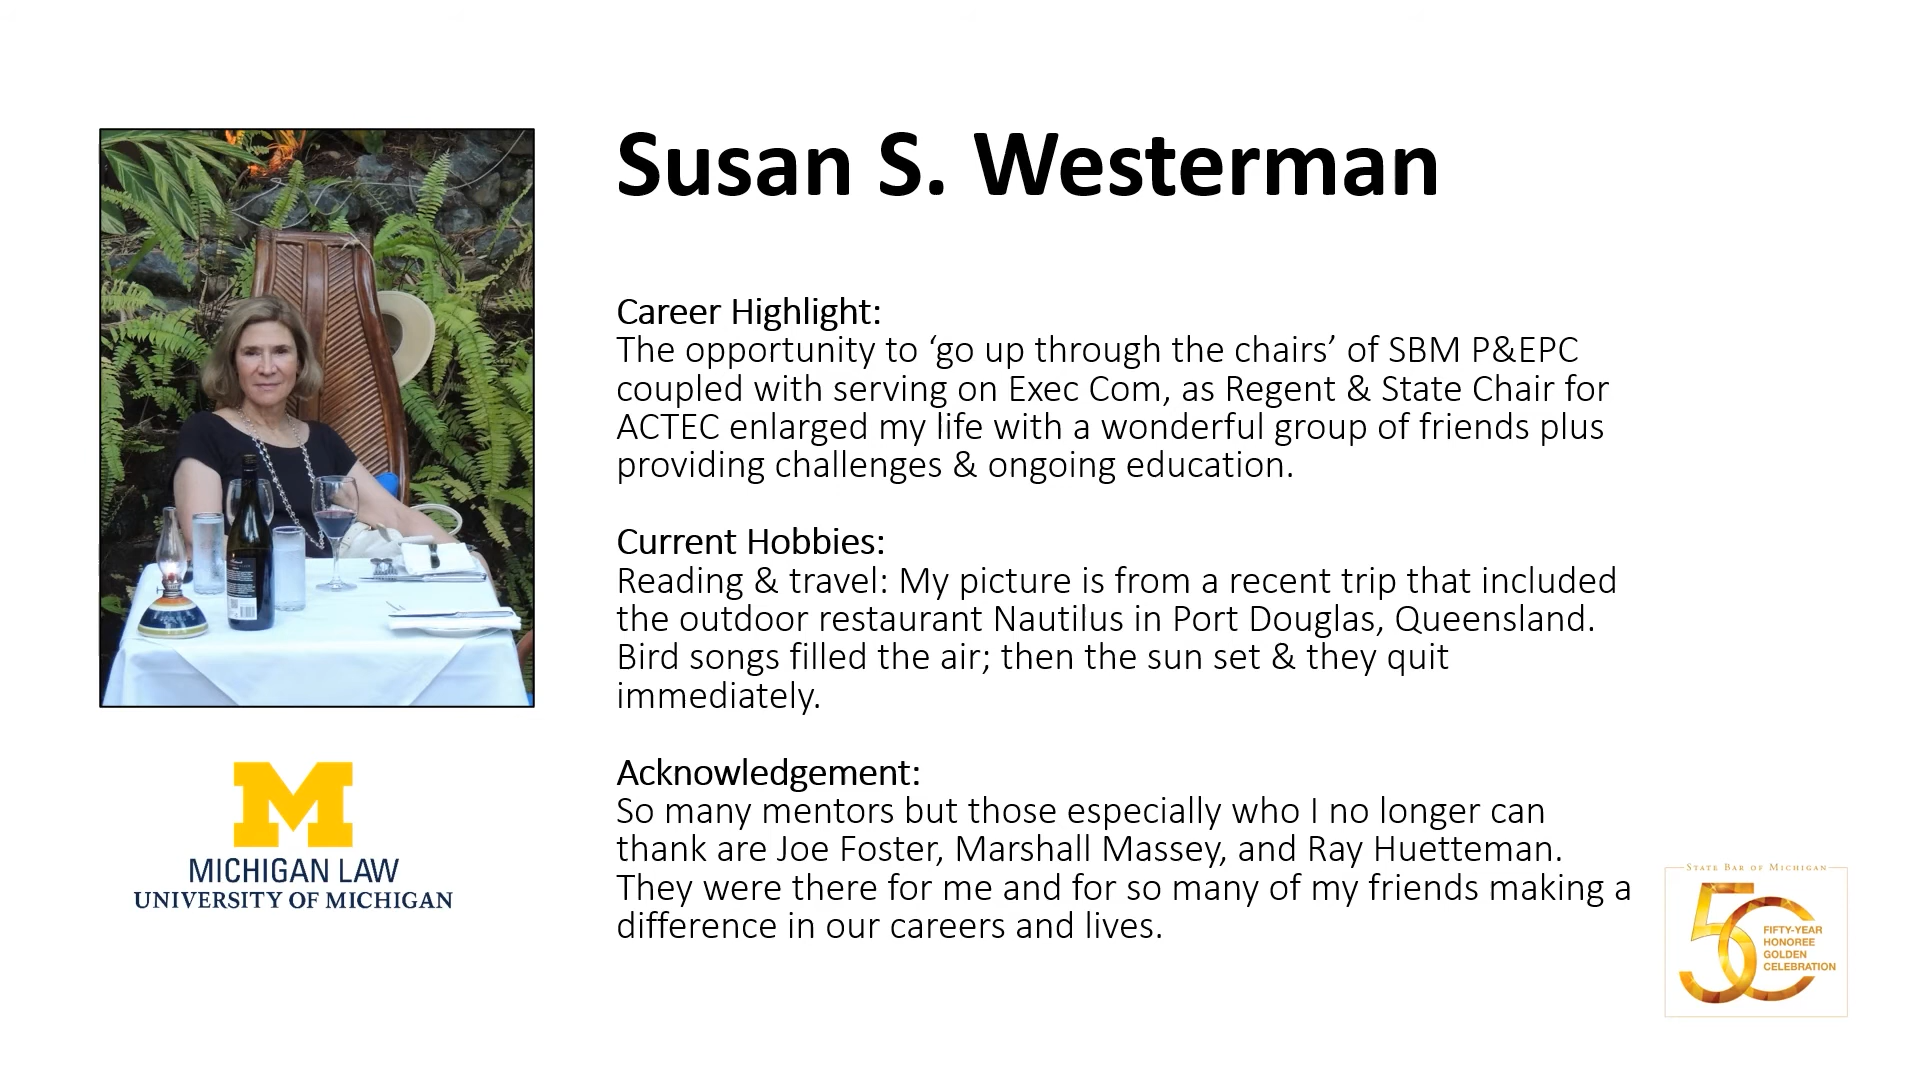 Susan S. Westerman
Career Highlight:
The opportunity to ‘go up through the chairs’ of SBM P&EPC
coupled with serving on Exec Com, as Regent & State Chair for
ACTEC enlarged my life with a wonderful group of friends plus
providing challenges & ongoing education.
Current Hobbies:
Reading & travel: My picture is from a recent trip that included
the outdoor restaurant Nautilus in Port Douglas, Queensland.
Bird songs filled the air; then the sun set & they quit
immediately.
Acknowledgement:
So many mentors but those especially who I no longer can
thank are Joe Foster, Marshall Massey, and Ray Huetteman.
They were there for me and for so many of my friends making a
difference in our careers and lives.
M
MICHIGAN LAW
UNIVERSITY OF MICHIGAN
STATE BAR OF MICHIGAN
50
FIFTY-YEAR
HONOREE
GOLDEN
CELEBRATION